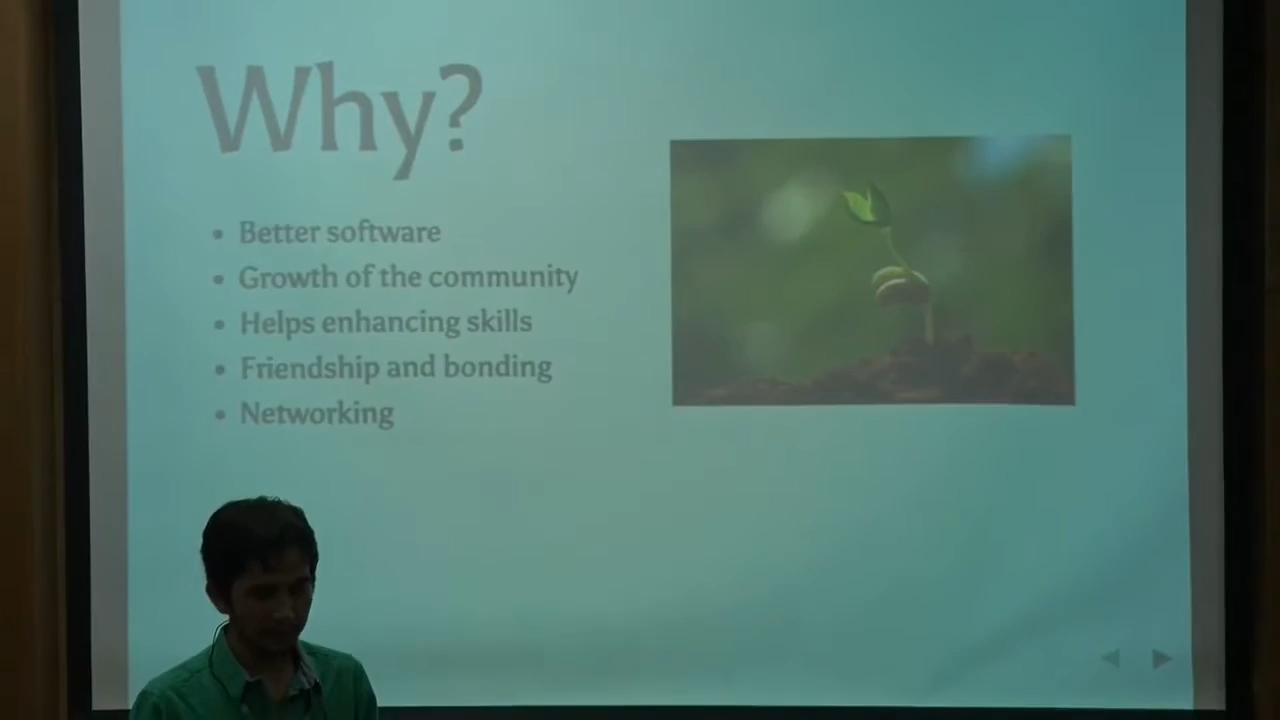 Why?
• Better software
• Growth of the community
• Helps enhancing skills
• Friendship and bonding
• Networking